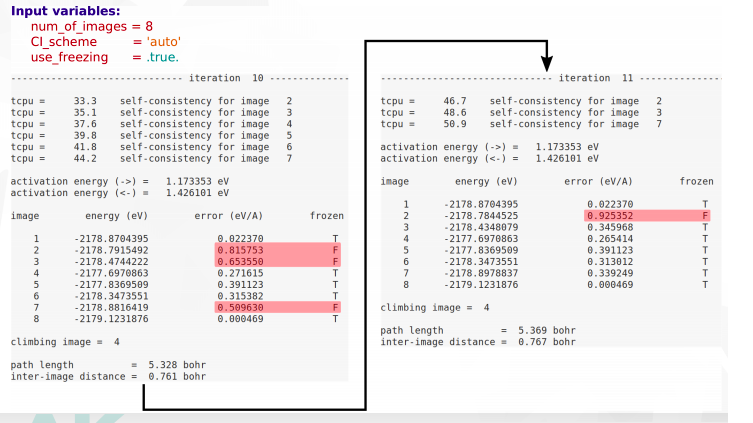 Input variables:
num_of_images = 8
CI_scheme = 'auto'
use_freezing = .true.
------------------------------ iteration 10 --------------
tcpu = 33.3 self-consistency for image 2
tcpu = 35.1 self-consistency for image 3
tcpu = 37.6 self-consistency for image 4
tcpu = 39.8 self-consistency for image 5
tcpu = 41.8 self-consistency for image 6
tcpu = 44.2 self-consistency for image 7
activation energy (->) = 1.173353 eV
activation energy (<-) = 1.426101 eV
image energy (eV) error (eV/A) frozen
1 -2178.8704395 0.022370 T
2 -2178.7915492 0.815753 F
3 -2178.4744222 0.653550 F
4 -2177.6970863 0.271615 T
5 -2177.8369509 0.391123 T
6 -2178.3473551 0.315382 T
7 -2178.8816419 0.509630 F
8 -2179.1231876 0.000469 T
climbing image = 4
path length = 5.328 bohr
inter-image distance = 0.761 bohr
------------------------------ iteration 11 --------------
tcpu = 46.7 self-consistency for image 2
tcpu = 48.6 self-consistency for image 3
tcpu = 50.9 self-consistency for image 7
activation energy (->) = 1.173353 eV
activation energy (<-) = 1.426101 eV
image energy (eV) error (eV/A) frozen
1 -2178.8704395 0.022370 T
2 -2178.7844525 0.925352 F
3 -2178.4348079 0.345968 T
4 -2177.6970863 0.265414 T
5 -2177.8369509 0.391123 T
6 -2178.3473551 0.313012 T
7 -2178.8978837 0.339249 T
8 -2179.1231876 0.000469 T
climbing image = 4
path length = 5.369 bohr
inter-image distance = 0.767 bohr